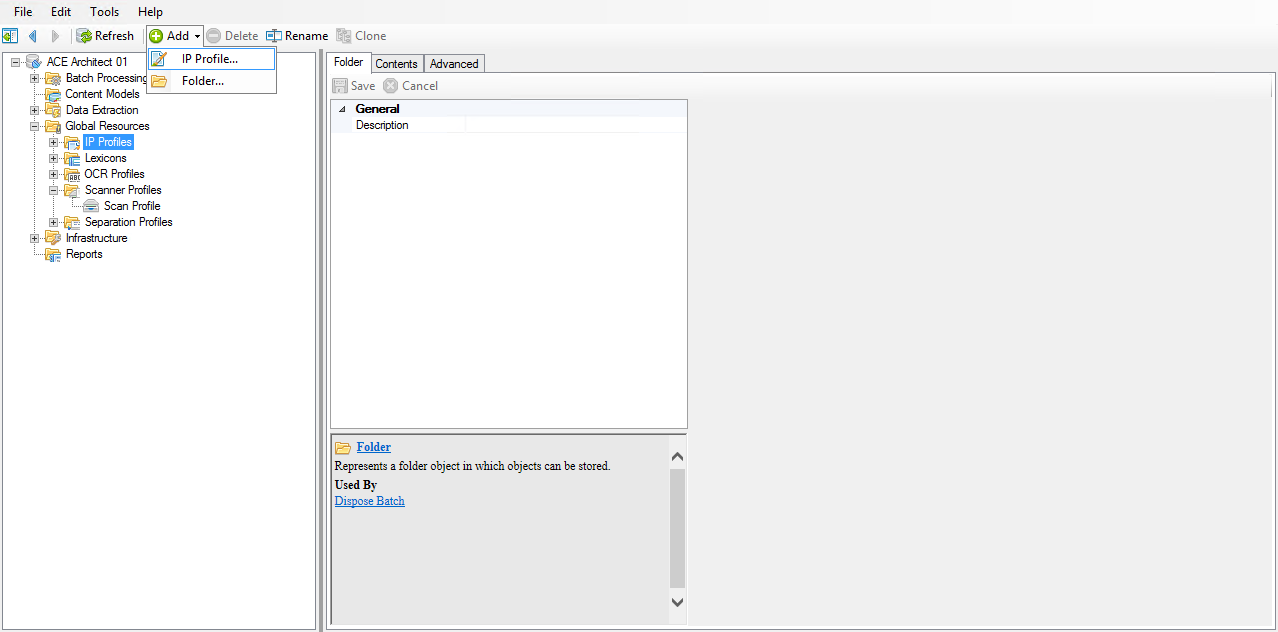 File Edit Tools Help
Refresh Add Delete Rename Clone
IP Profile...
Folder...
ACE Architect 01
Batch Processing
Content Models
Data Extraction
Global Resources
IP Profiles
Lexicons
OCR Profiles
Scanner Profiles
Scan Profile
Separation Profiles
Infrastructure
Reports
Folder Contents Advanced
Save Cancel
General
Description
Folder
Represents a folder object in which objects can be stored.
Used By
Dispose Batch